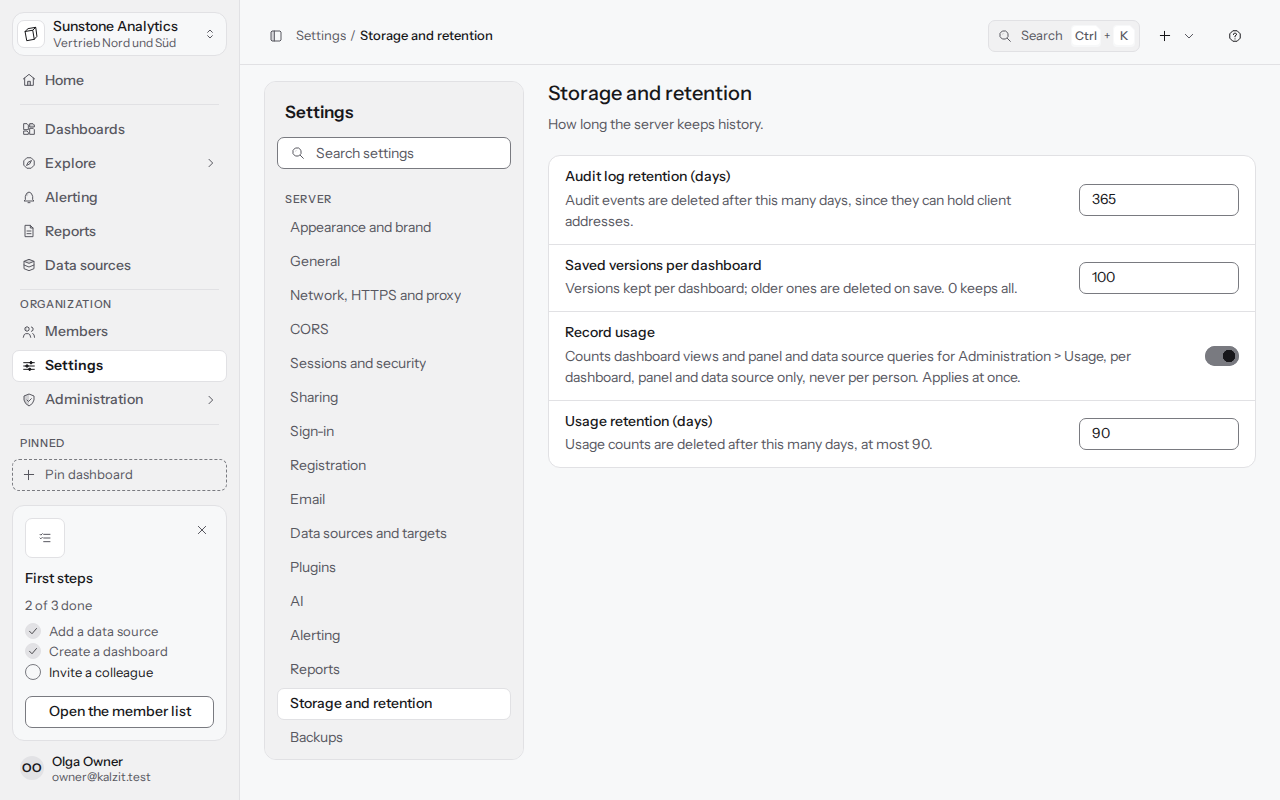 Sunstone Analytics
Vertrieb Nord und Süd
Home
Dashboards
Explore
Alerting
Reports
Data sources
ORGANIZATION
Members
Settings
Administration
PINNED
Pin dashboard
First steps
2 of 3 done
Add a data source
Create a dashboard
Invite a colleague
Open the member list
OO
Olga Owner
owner@kalzit.test
Settings / Storage and retention
Search Ctrl + K
Settings
Search settings
SERVER
Appearance and brand
General
Network, HTTPS and proxy
CORS
Sessions and security
Sharing
Sign-in
Registration
Email
Data sources and targets
Plugins
AI
Alerting
Reports
Storage and retention
Backups
Storage and retention
How long the server keeps history.
Audit log retention (days)
Audit events are deleted after this many days, since they can hold client
addresses.
365
Saved versions per dashboard
Versions kept per dashboard; older ones are deleted on save. 0 keeps all.
100
Record usage
Counts dashboard views and panel and data source queries for Administration > Usage, per
dashboard, panel and data source only, never per person. Applies at once.
Usage retention (days)
Usage counts are deleted after this many days, at most 90.
90